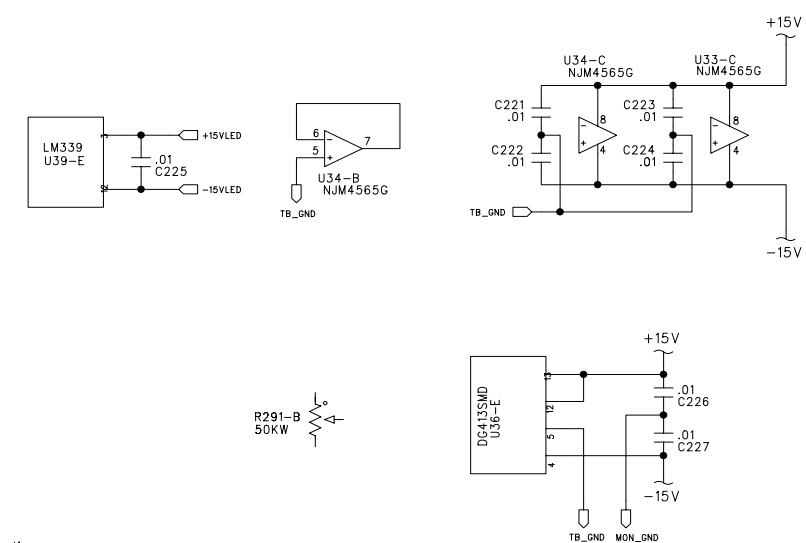 +15V
U34-C
NJM4565G
U33-C
NJM4565G
C221
.01
8
4
C223
.01
8
4
C222
.01
C224
.01
TB_GND
-15V
LM339
U39-E
3
12
+15VLED
.01
C225
-15VLED
6
5
7
U34-B
NJM4565G
TB_GND
R291-B
50KW
+15V
DG413SMD
U36-E
13
12
5
4
.01
C226
.01
C227
-15V
TB_GND
MON_GND